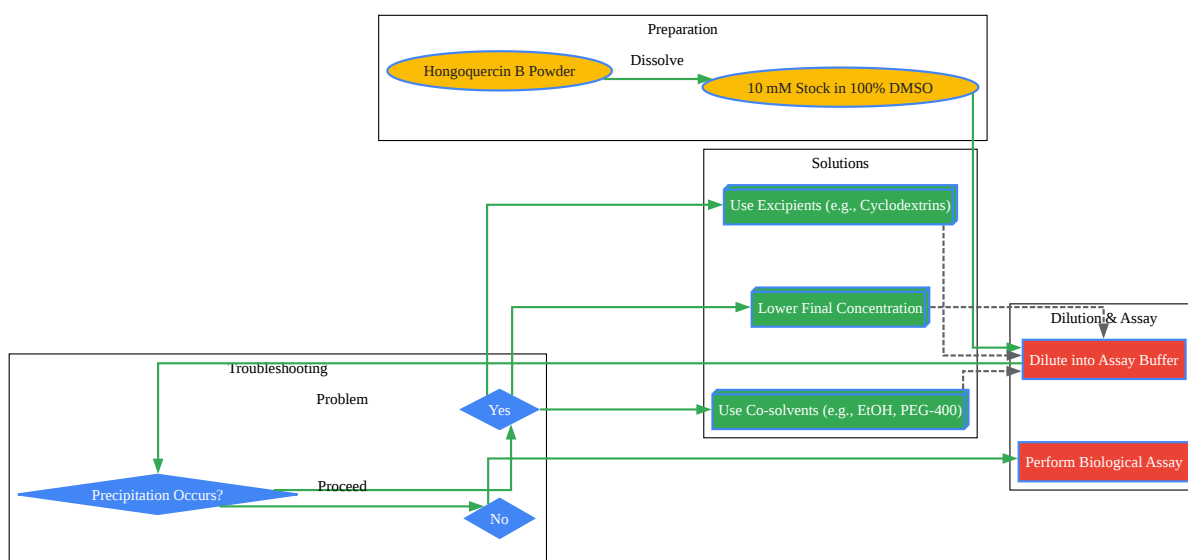 Preparation
Hongoquercin B Powder
Dissolve
10 mM Stock in 100% DMSO
Solutions
Use Excipients (e.g., Cyclodextrins)
Lower Final Concentration
Use Co-solvents (e.g., EtOH, PEG-400)
Dilution & Assay
Dilute into Assay Buffer
Perform Biological Assay
Troubleshooting
Problem
Yes
Precipitation Occurs?
Proceed
No